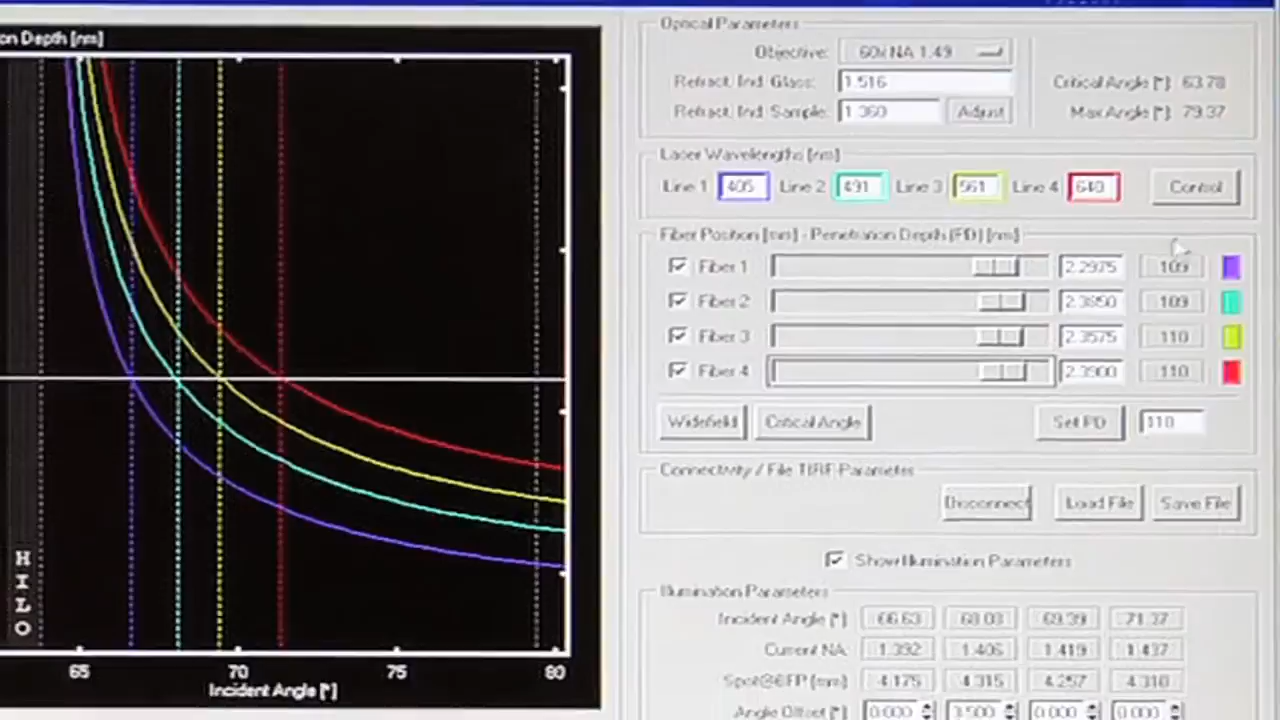 on Depth [nm]
H
I
L
O
65 70 75 80
Incident Angle [°]
Optical Parameters
Objective: 60x NA 1.49
Refract. Ind. Glass: 1.516 Critical Angle [°]: 63.78
Refract. Ind. Sample: 1.360 Adjust Max Angle [°]: 79.37
Laser Wavelengths [nm]
Line 1 405 Line 2 491 Line 3 561 Line 4 640 Control
Fiber Position [mm] - Penetration Depth (PD) [nm]
Fiber 1 2.2975 109
Fiber 2 2.3850 109
Fiber 3 2.3575 110
Fiber 4 2.3900 110
Widefield Critical Angle Set PD 110
Connectivity / File TIRF-Parameter
Disconnect Load File Save File
Show Illumination Parameters
Illumination Parameters
Incident Angle [°] 66.63 68.03 69.39 71.37
Current NA: 1.392 1.406 1.419 1.437
Spot@BFP [mm] 4.175 4.315 4.257 4.310
Angle Offset [°] 0.000 3.500 0.000 0.000